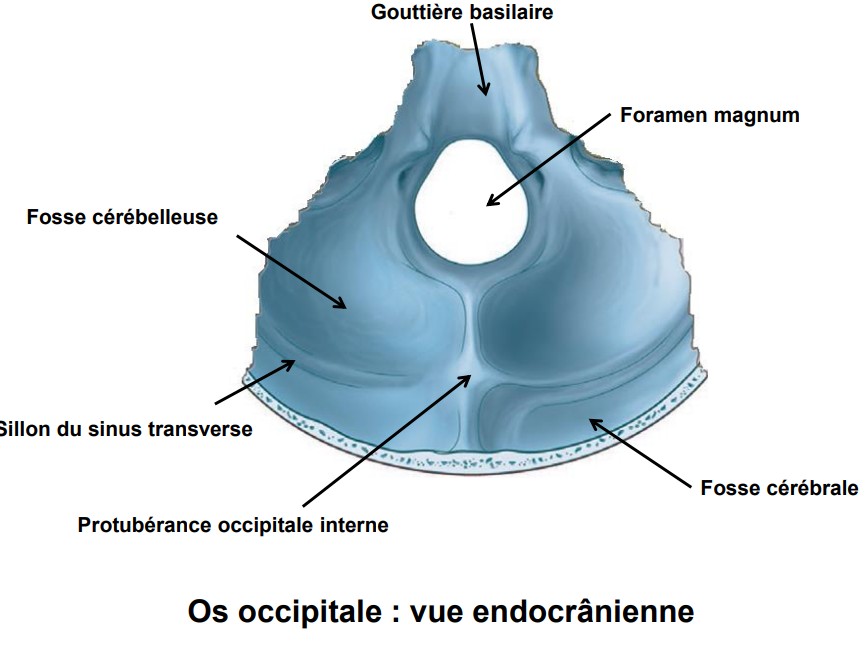 Gouttière basilaire
Foramen magnum
Fosse cérébelleuse
Sillon du sinus transverse
Fosse cérébrale
Protubérance occipitale interne
Os occipitale : vue endocrânienne